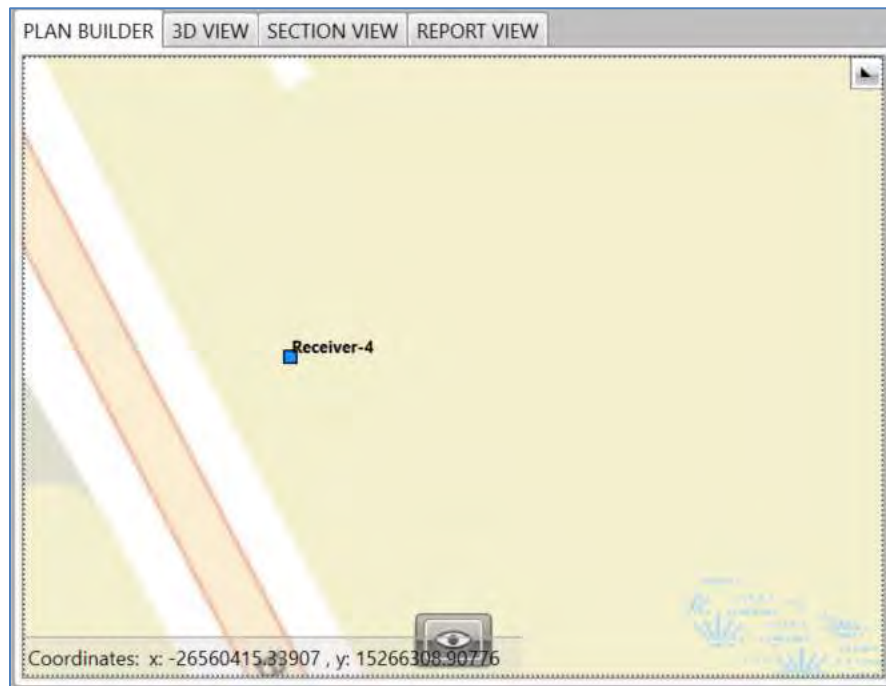 PLAN BUILDER 3D VIEW SECTION VIEW REPORT VIEW
Receiver-4
Coordinates: x: -26560415.33907 , y: 15266308.90776